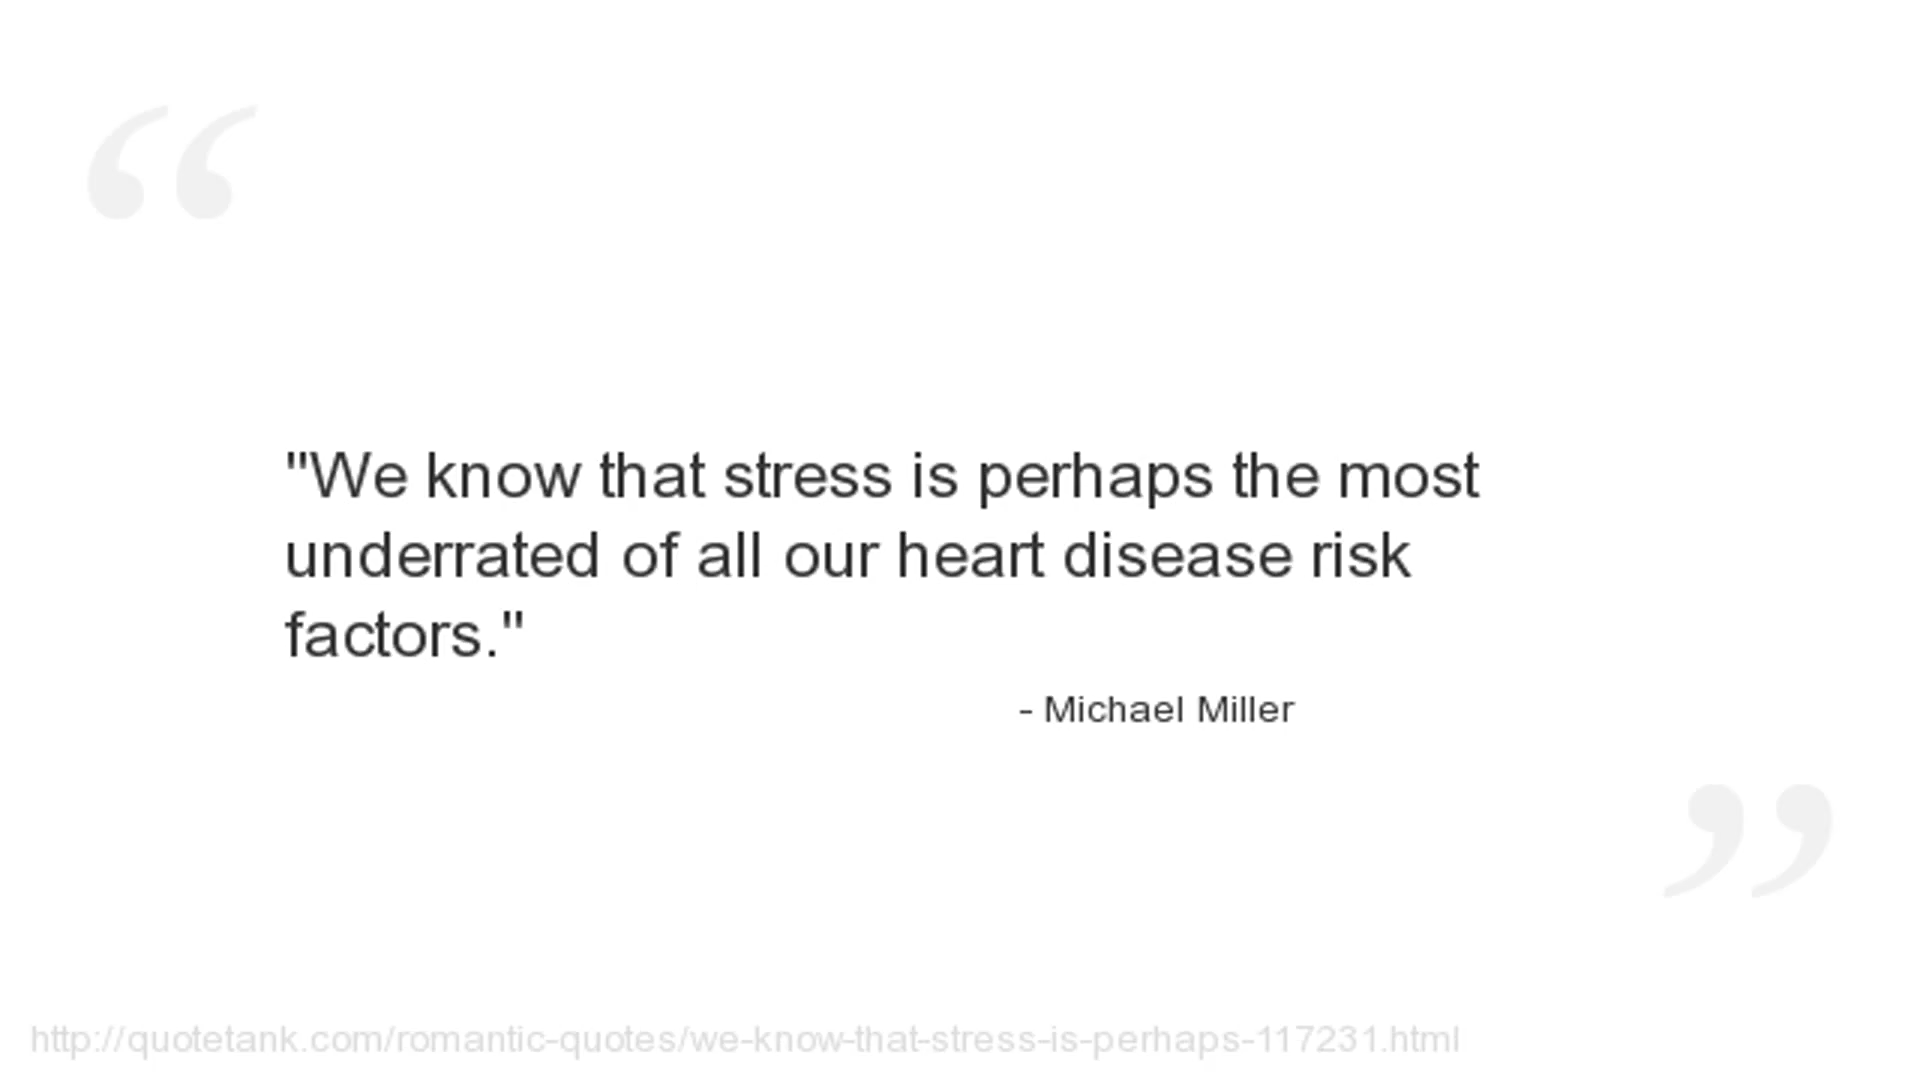 "We know that stress is perhaps the most
underrated of all our heart disease risk
factors."
- Michael Miller
http://quotetank.com/romantic-quotes/we-know-that-stress-is-perhaps-117231.html